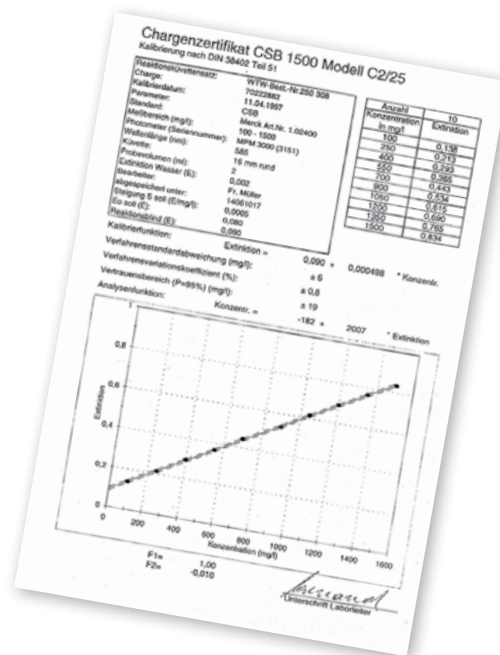 Chargenzertifikat CSB 1500 Modell C2/25
Kalibrierung nach DIN 38402 Teil 51
Reaktionsküvettensatz: WTW-Best.-Nr.250 308
Charge: 70222882
Kalibrierdatum: 11.04.1997
Parameter: CSB
Standard: Merck Art.Nr. 1.02400
Meßbereich (mg/l): 100 - 1500
Photometer (Seriennummer): MPM 3000 (3151)
Wellenlänge (nm): 585
Küvette: 16 mm rund
Probevolumen (ml): 2
Extinktion Wasser (E): 0,002
Bearbeiter: Fr. Müller
abgespeichert unter: 14061017
Steigung S soll (E/mg/l): 0,0005
Eo soll (E): 0,080
Reaktionsblind (E): 0,090
Anzahl 10
Konzentration in mg/l Extinktion
100 0,138
250 0,213
400 0,293
550 0,365
700 0,443
900 0,534
1050 0,615
1200 0,690
1350 0,765
1500 0,834
Kalibrierfunktion: Extinktion = 0,090 + 0,000498 * Konzentr.
Verfahrensstandardabweichung (mg/l): ± 6
Verfahrensvariationskoeffizient (%): ± 0,8
Vertrauensbereich (P=95%) (mg/l): ± 19
Analysenfunktion: Konzentr. = -182 + 2007 * Extinktion
1
0,8
0,6
0,4
0,2
0
Extinktion
0 200 400 600 800 1000 1200 1400 1600
Konzentration (mg/l)
F1= 1,00
F2= -0,010
Unterschrift Laborleiter